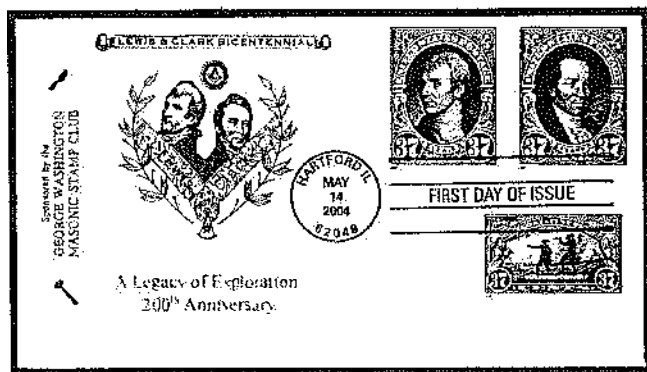 LEWIS & CLARK BICENTENNIAL
Sponsored by the
GEORGE WASHINGTON
MASONIC STAMP CLUB
LEWIS
CLARK
A Legacy of Exploration
200th Anniversary
HARTFORD IL
MAY
14
2004
62048
FIRST DAY OF ISSUE
37
37
37
37
37
37